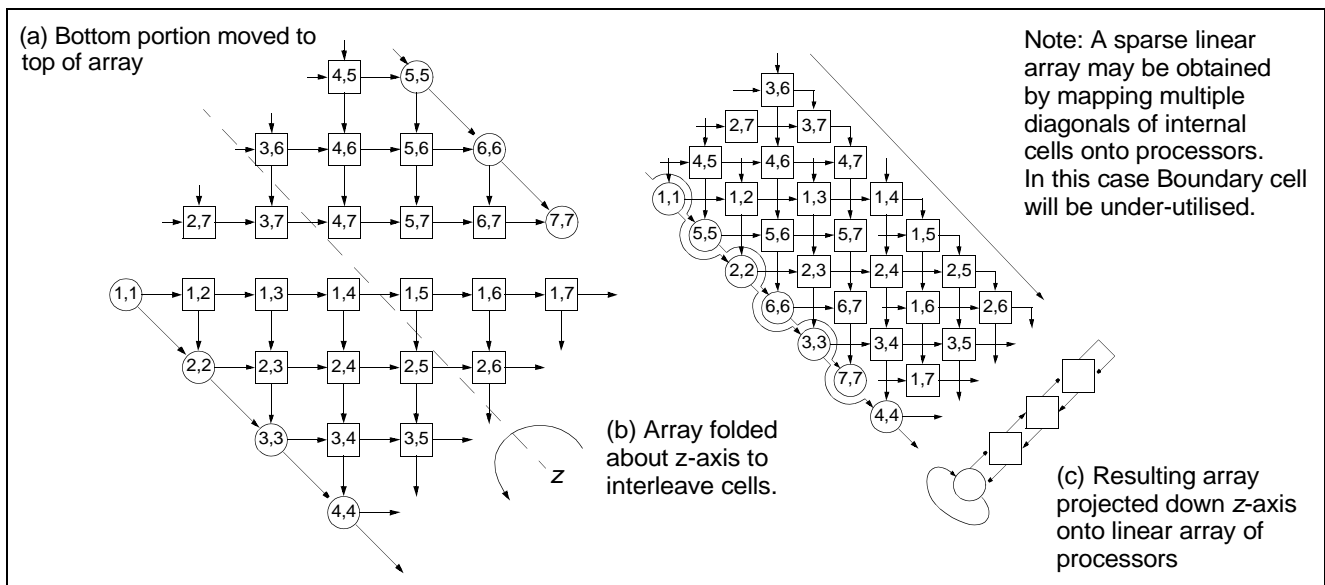 (a) Bottom portion moved to
top of array
4,5 5,5
3,6 4,6 5,6 6,6
2,7 3,7 4,7 5,7 6,7 7,7
1,1 1,2 1,3 1,4 1,5 1,6 1,7
2,2 2,3 2,4 2,5 2,6
3,3 3,4 3,5
4,4
z
(b) Array folded
about z-axis to
interleave cells.
3,6
2,7 3,7
4,5 4,6 4,7
1,1 1,2 1,3 1,4
5,5 5,6 5,7 1,5
2,2 2,3 2,4 2,5
6,6 6,7 1,6 2,6
3,3 3,4 3,5
7,7 1,7
4,4
Note: A sparse linear
array may be obtained
by mapping multiple
diagonals of internal
cells onto processors.
In this case Boundary cell
will be under-utilised.
(c) Resulting array
projected down z-axis
onto linear array of
processors